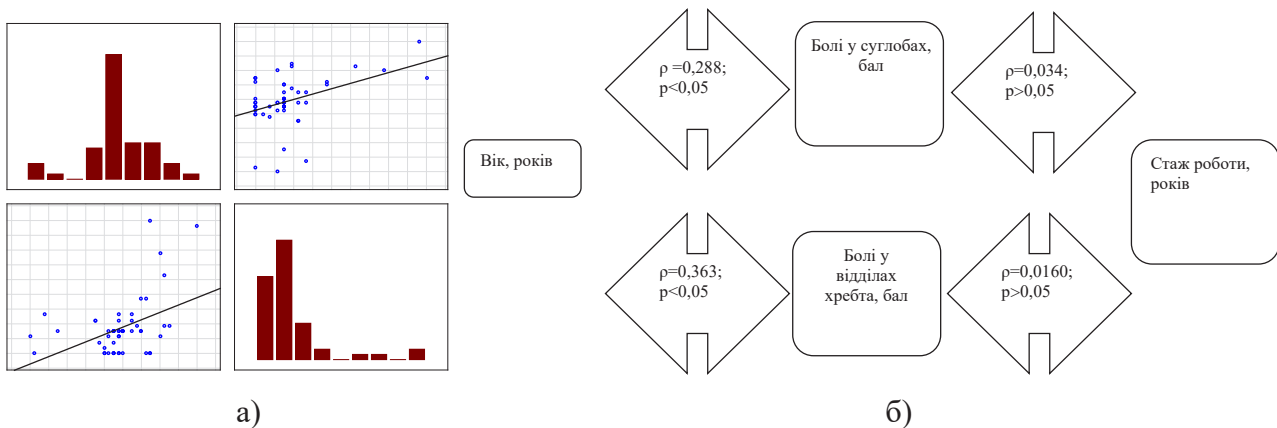 Вік, років
ρ =0,288;
p<0,05
Болі у суглобах,
бал
ρ=0,034;
p>0,05
Стаж роботи,
років
ρ=0,363;
p<0,05
Болі у
відділах
хребта, бал
ρ=0,0160;
p>0,05
а)
б)